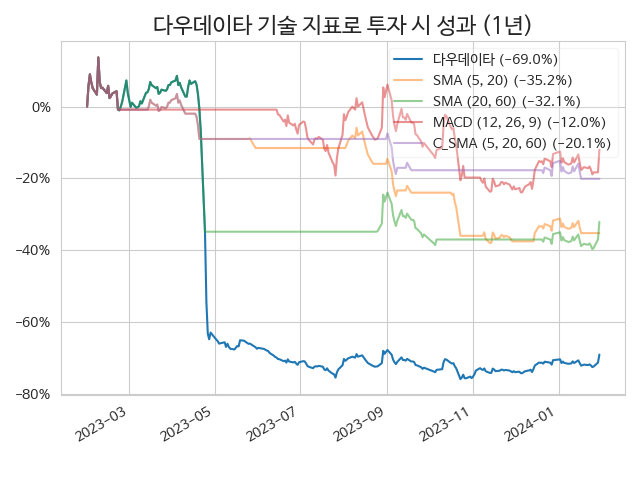 다우데이타 기술 지표로 투자 시 성과 (1년)
다우데이타 (−69.0%)
SMA (5, 20) (−35.2%)
SMA (20, 60) (−32.1%)
MACD (12, 26, 9) (−12.0%)
C_SMA (5, 20, 60) (−20.1%)
0%
−20%
−40%
−60%
−80%
2023−03
2023−05
2023−07
2023−09
2023−11
2024−01